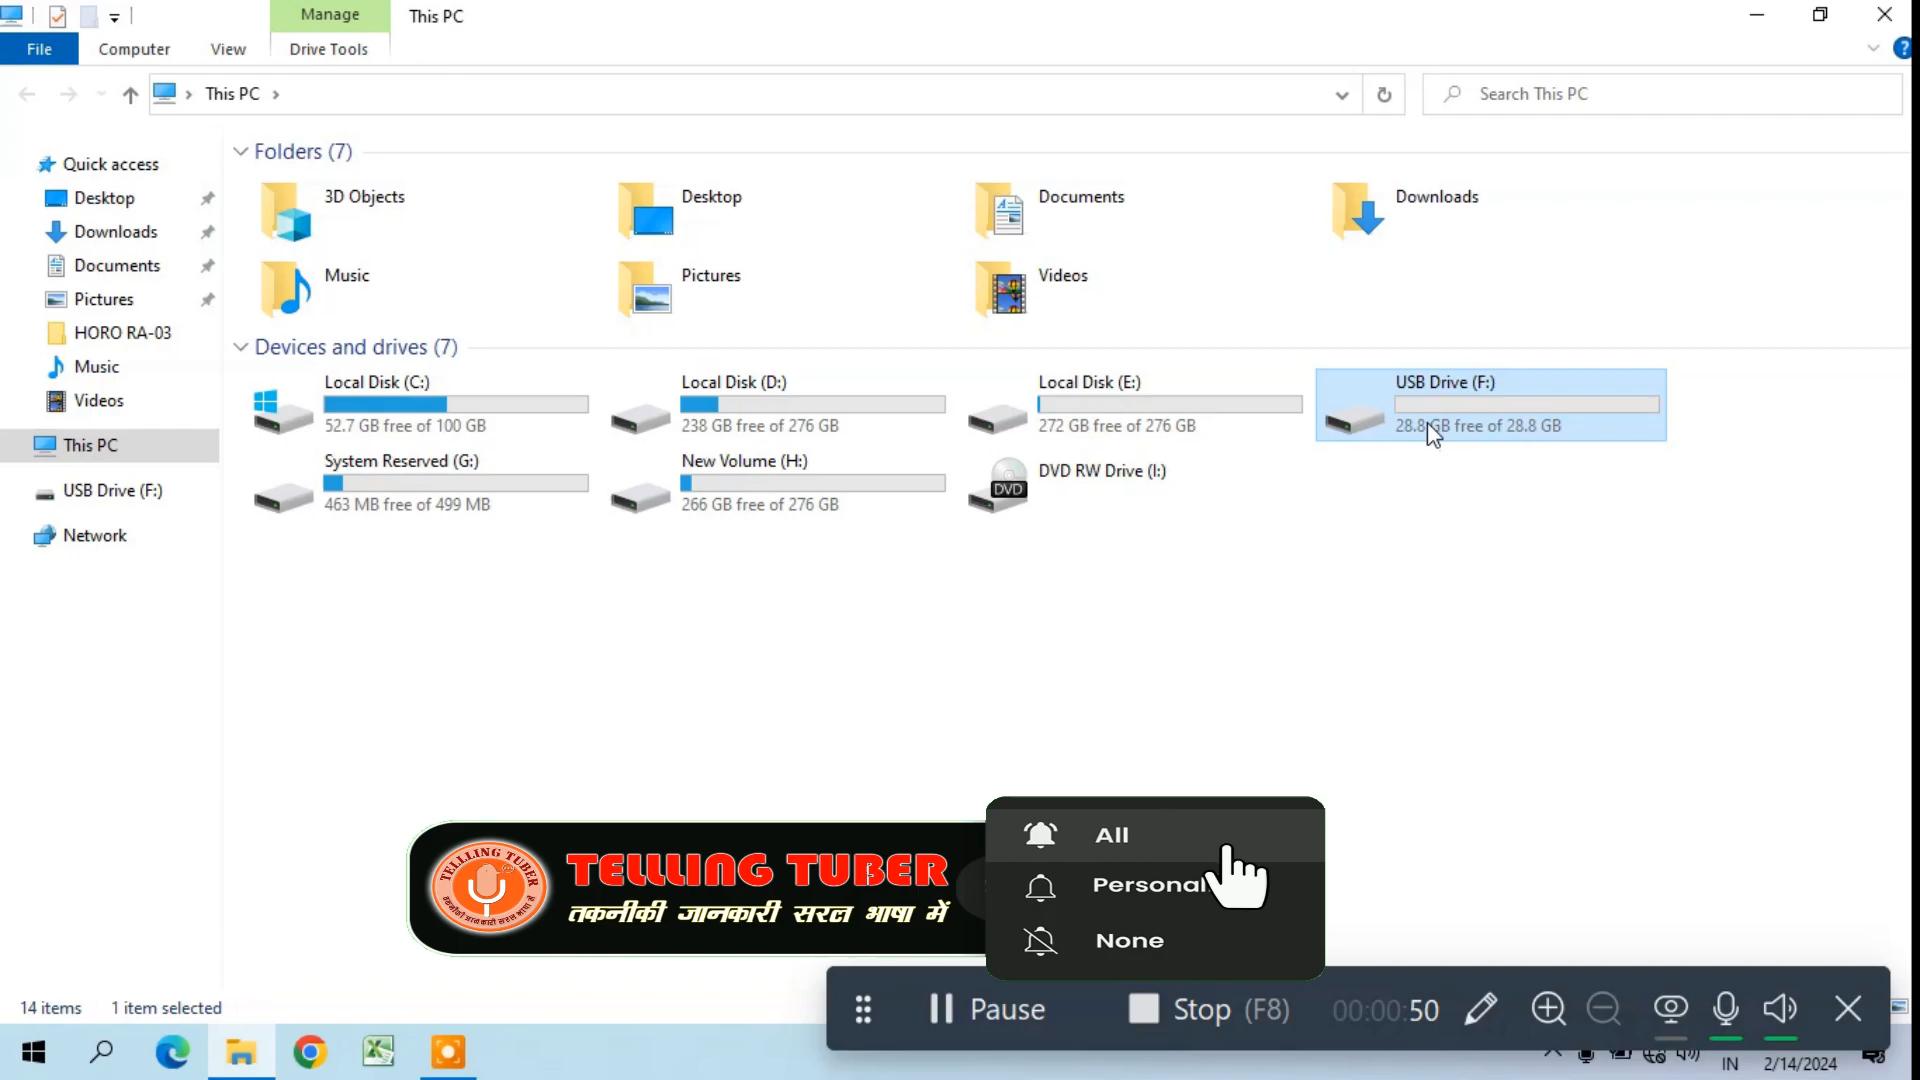 Manage
This PC
File
Computer
View
Drive Tools
This PC
Search This PC
Quick access
Desktop
Downloads
Documents
Pictures
HORO RA-03
Music
Videos
This PC
USB Drive (F:)
Network
Folders (7)
3D Objects
Desktop
Documents
Downloads
Music
Pictures
Videos
Devices and drives (7)
Local Disk (C:)
52.7 GB free of 100 GB
Local Disk (D:)
238 GB free of 276 GB
Local Disk (E:)
272 GB free of 276 GB
USB Drive (F:)
28.8 GB free of 28.8 GB
System Reserved (G:)
463 MB free of 499 MB
New Volume (H:)
266 GB free of 276 GB
DVD
DVD RW Drive (I:)
TELLLING TUBER
TELLLING TUBER
तकनीकी जानकारी सरल भाषा में
All
Personal
None
14 items
1 item selected
Pause
Stop (F8)
00:00:50
IN
2/14/2024